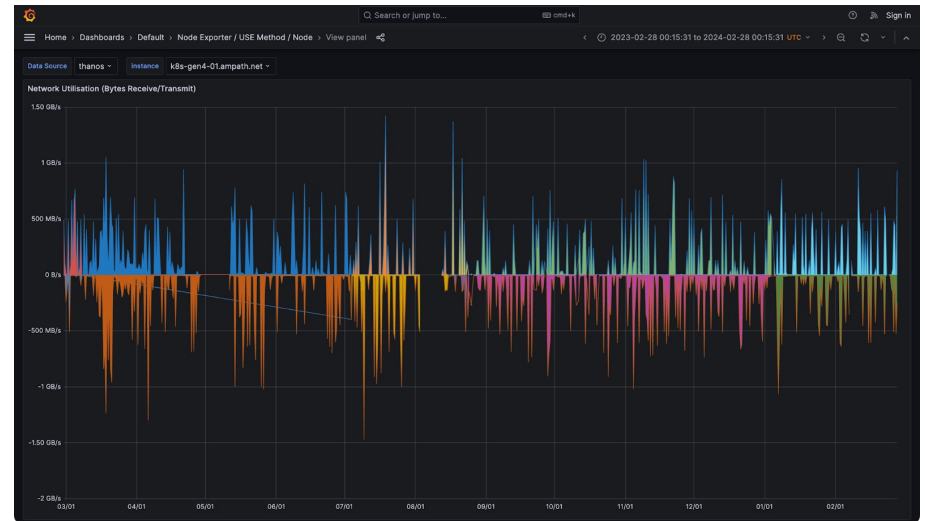 Search or jump to...
cmd+k
Sign in
Home › Dashboards › Default › Node Exporter / USE Method / Node › View panel
2023-02-28 00:15:31 to 2024-02-28 00:15:31 UTC
Data Source thanos instance k8s-gen4-01.ampath.net
Network Utilisation (Bytes Receive/Transmit)
1.50 GB/s
1 GB/s
500 MB/s
0 B/s
-500 MB/s
-1 GB/s
-1.50 GB/s
-2 GB/s
03/01 04/01 05/01 06/01 07/01 08/01 09/01 10/01 11/01 12/01 01/01 02/01